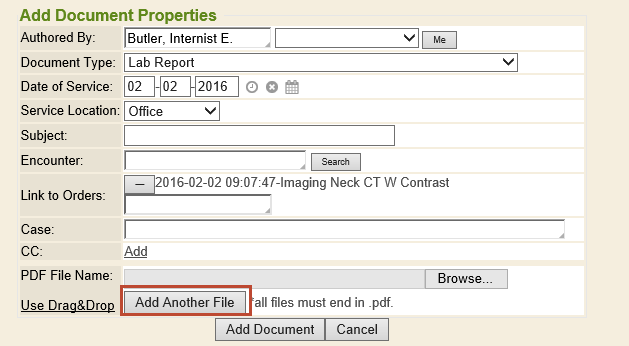 Add Document Properties
Authored By: Butler, Internist E. Me
Document Type: Lab Report
Date of Service: 02-02-2016
Service Location: Office
Subject:
Encounter: Search
— 2016-02-02 09:07:47-Imaging Neck CT W Contrast
Link to Orders:
Case:
CC: Add
PDF File Name: Browse...
Use Drag&Drop Add Another File *all files must end in .pdf.
Add Document Cancel